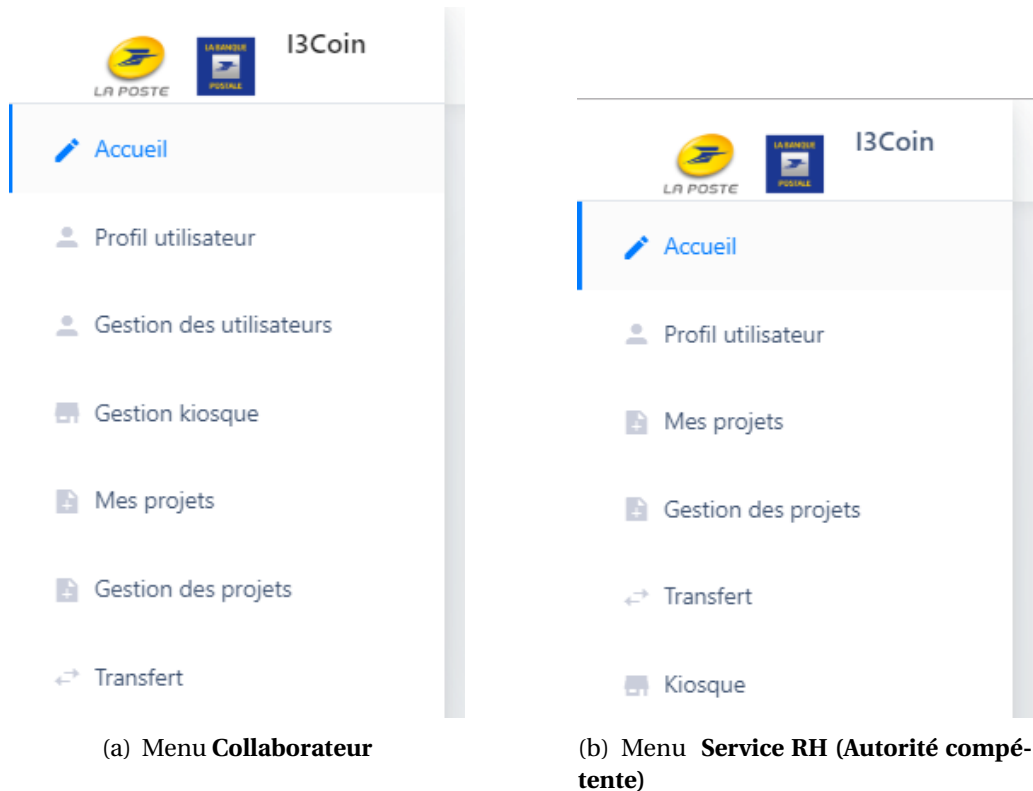 I3Coin
LA POSTE
LA BANQUE
POSTALE
Accueil
Profil utilisateur
Gestion des utilisateurs
Gestion kiosque
Mes projets
Gestion des projets
Transfert
(a) Menu Collaborateur
I3Coin
LA POSTE
LA BANQUE
POSTALE
Accueil
Profil utilisateur
Mes projets
Gestion des projets
Transfert
Kiosque
(b) Menu Service RH (Autorité compé-
tente)